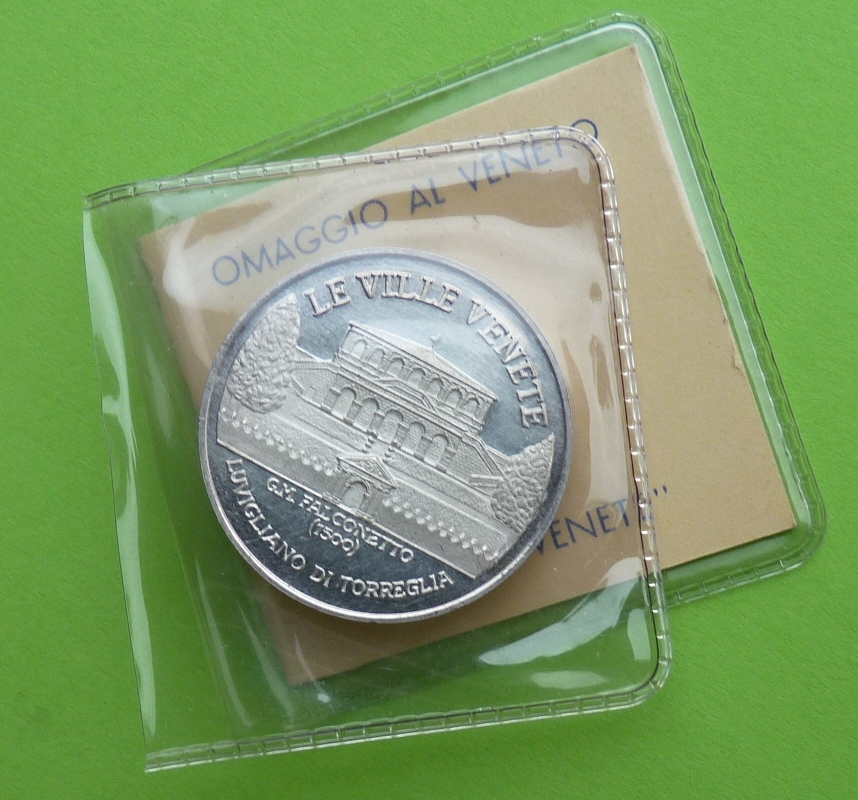 OMAGGIO AL VENETO
LE VILLE VENETE
G.M. FALCONETTO
(1500)
LUVIGLIANO DI TORREGLIA
VENETE"